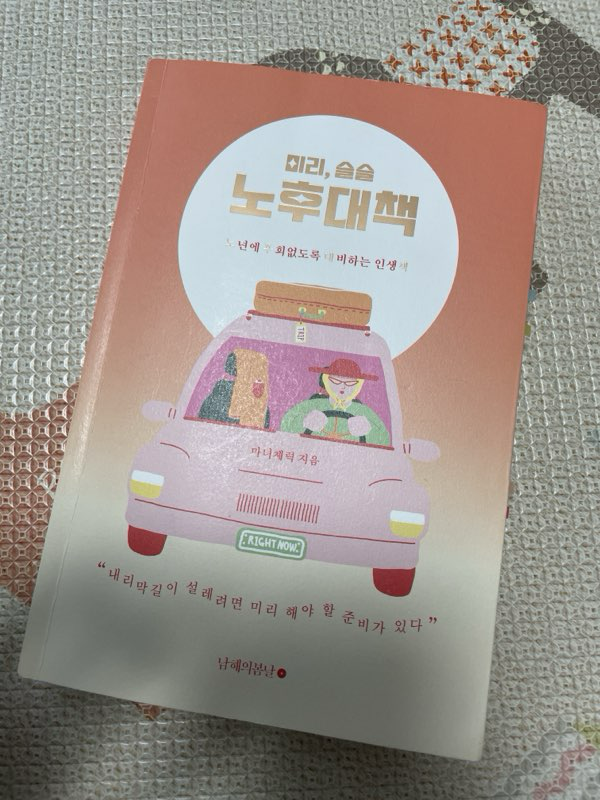 미리, 슬슬
노후대책
노년에 후회없도록 대비하는 인생책
TRIP
마녀체력 지음
RIGHT NOW
“내리막길이 설레려면 미리 해야 할 준비가 있다”
남해의봄날